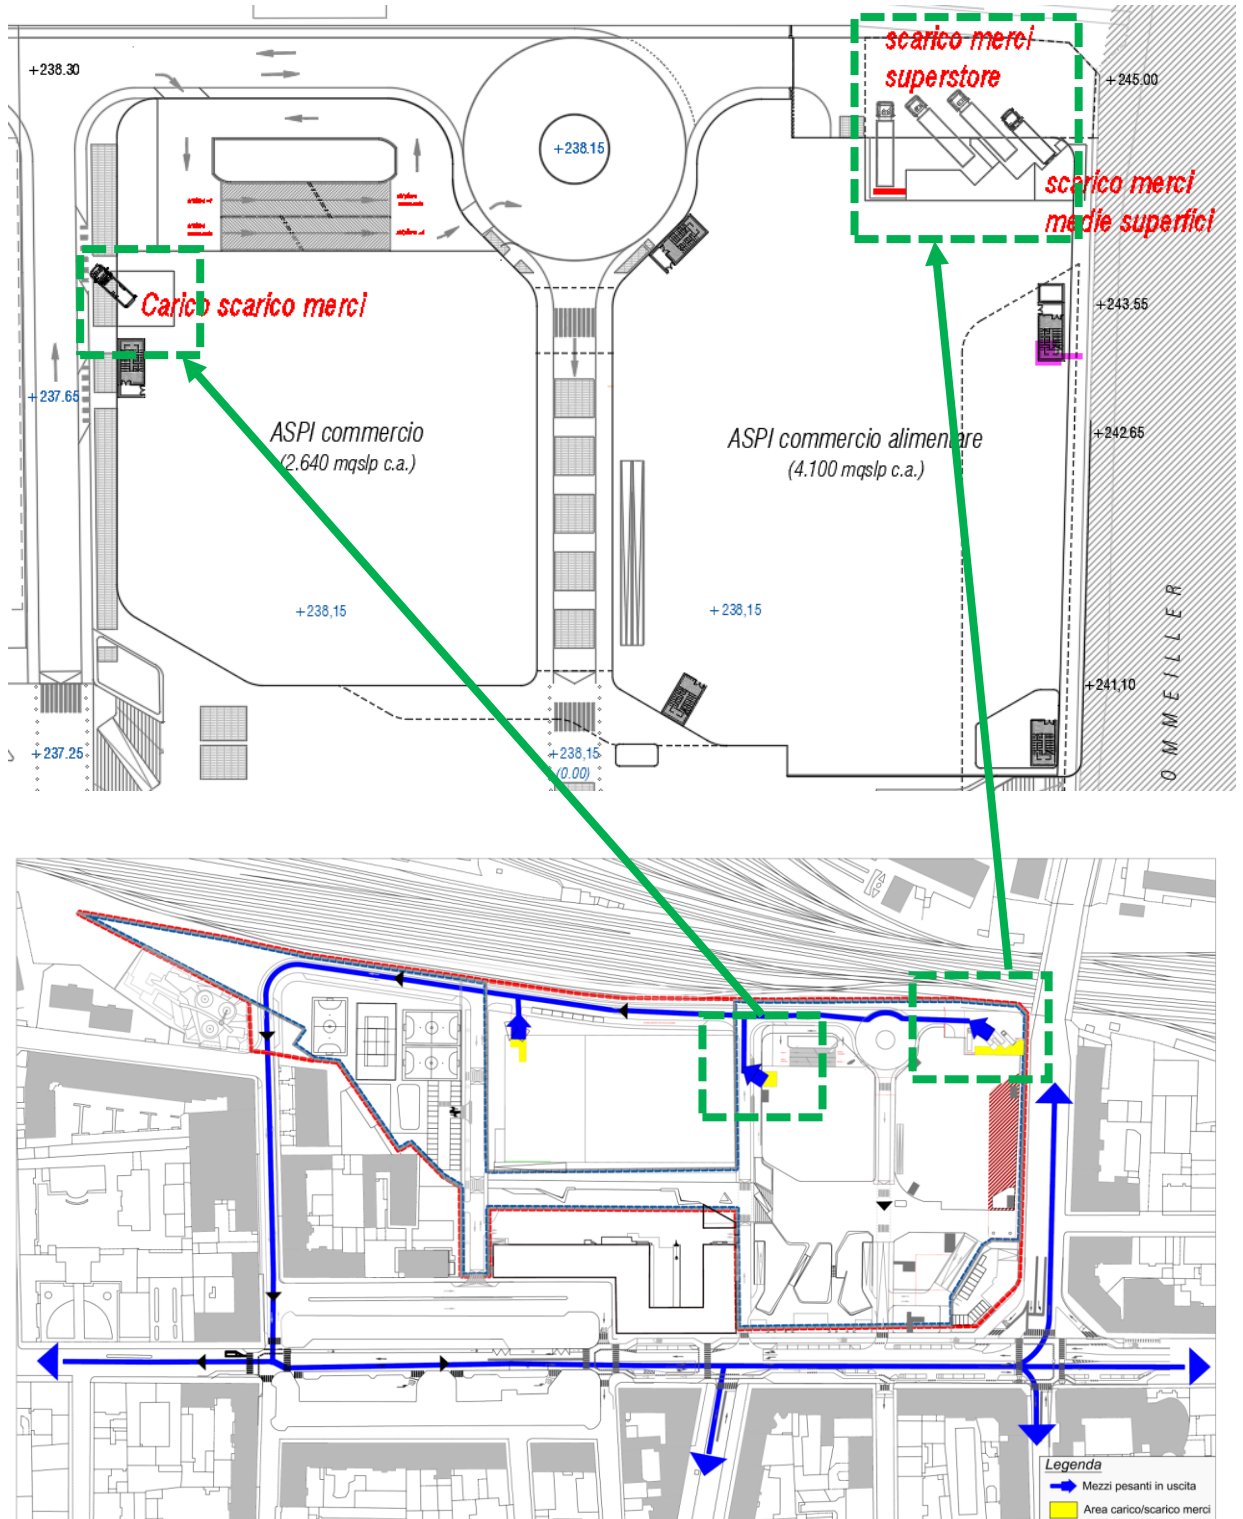 scarico merci
superstore
+238.30
+245.00
+238.15
scarico merci
medie superfici
Carico scarico merci
+243.55
+237.65
ASPI commercio
(2.640 mqslp c.a.)
ASPI commercio alimentare
(4.100 mqslp c.a.)
+242.65
+238,15
+238,15
OMMEILLER
+241,10
+237.25
+238,15
(0.00)
Legenda
Mezzi pesanti in uscita
Area carico/scarico merci